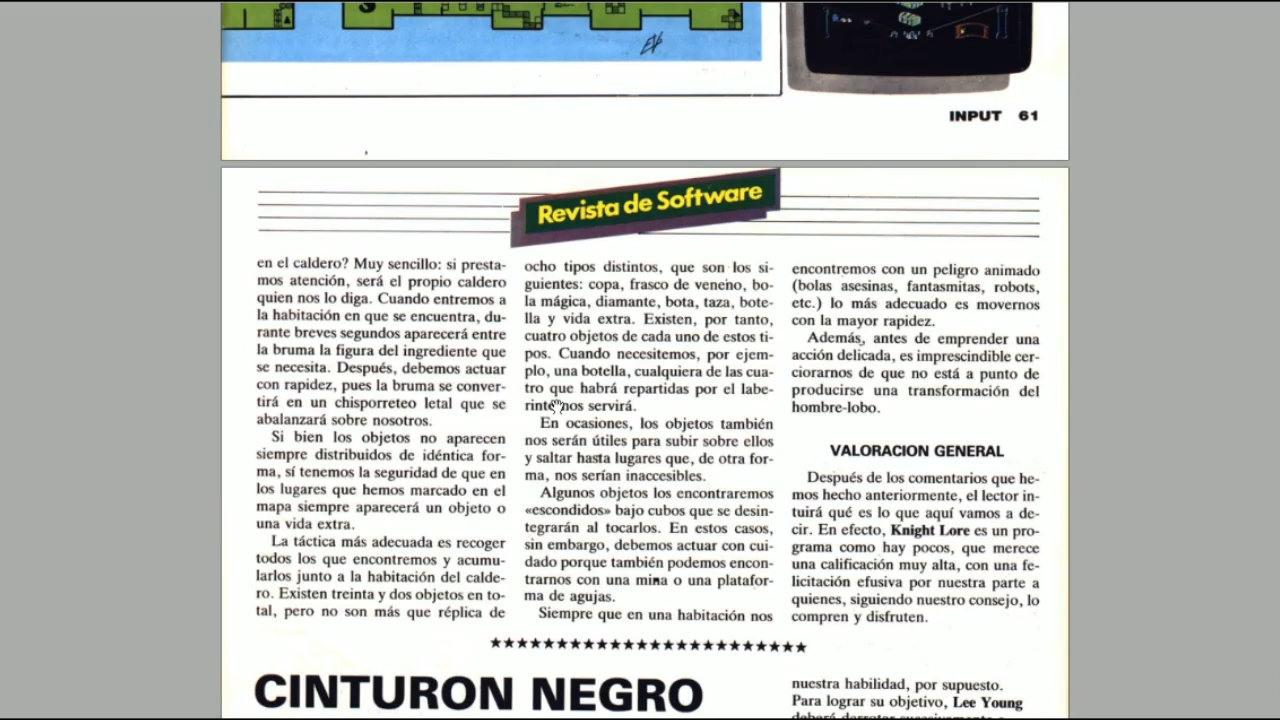 EV
INPUT 61
Revista de Software
en el caldero? Muy sencillo: si presta-
mos atención, será el propio caldero
quien nos lo diga. Cuando entremos a
la habitación en que se encuentra, du-
rante breves segundos aparecerá entre
la bruma la figura del ingrediente que
se necesita. Después, debemos actuar
con rapidez, pues la bruma se conver-
tirá en un chisporreteo letal que se
abalanzará sobre nosotros.
Si bien los objetos no aparecen
siempre distribuidos de idéntica for-
ma, sí tenemos la seguridad de que en
los lugares que hemos marcado en el
mapa siempre aparecerá un objeto o
una vida extra.
La táctica más adecuada es recoger
todos los que encontremos y acumu-
larlos junto a la habitación del calde-
ro. Existen treinta y dos objetos en to-
tal, pero no son más que réplica de
ocho tipos distintos, que son los si-
guientes: copa, frasco de veneno, bo-
la mágica, diamante, bota, taza, bote-
lla y vida extra. Existen, por tanto,
cuatro objetos de cada uno de estos ti-
pos. Cuando necesitemos, por ejem-
plo, una botella, cualquiera de las cua-
tro que habrá repartidas por el labe-
rinto nos servirá.
En ocasiones, los objetos también
nos serán útiles para subir sobre ellos
y saltar hasta lugares que, de otra for-
ma, nos serían inaccesibles.
Algunos objetos los encontraremos
«escondidos» bajo cubos que se desin-
tegrarán al tocarlos. En estos casos,
sin embargo, debemos actuar con cui-
dado porque también podemos encon-
trarnos con una mina o una platafor-
ma de agujas.
Siempre que en una habitación nos
encontremos con un peligro animado
(bolas asesinas, fantasmitas, robots,
etc.) lo más adecuado es movernos
con la mayor rapidez.
Además, antes de emprender una
acción delicada, es imprescindible cer-
ciorarnos de que no está a punto de
producirse una transformación del
hombre-lobo.
VALORACION GENERAL
Después de los comentarios que he-
mos hecho anteriormente, el lector in-
tuirá qué es lo que aquí vamos a de-
cir. En efecto, Knight Lore es un pro-
grama como hay pocos, que merece
una calificación muy alta, con una fe-
licitación efusiva por nuestra parte a
quienes, siguiendo nuestro consejo, lo
compren y disfruten.
CINTURON NEGRO
nuestra habilidad, por supuesto.
Para lograr su objetivo, Lee Young